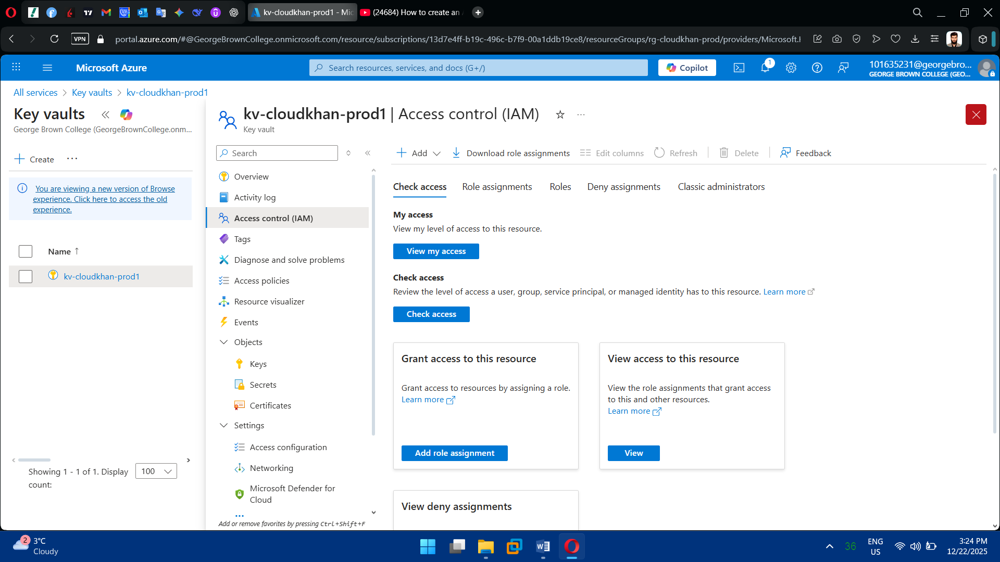 kv-cloudkhan-prod1 - Mic
(24684) How to create an
VPN
portal.azure.com/#@GeorgeBrownCollege.onmicrosoft.com/resource/subscriptions/13d7e4ff-b19c-496c-b7f9-00a1ddb19ce8/resourceGroups/rg-cloudkhan-prod/providers/Microsoft.
Microsoft Azure
Search resources, services, and docs (G+/)
Copilot
1
101635231@georgebro...
GEORGE BROWN COLLEGE (GEO...
All services > Key vaults > kv-cloudkhan-prod1
Key vaults
George Brown College (GeorgeBrownCollege.onm...
Create
You are viewing a new version of Browse
experience. Click here to access the old
experience.
Name ↑
kv-cloudkhan-prod1
Showing 1 - 1 of 1. Display
count:
100
kv-cloudkhan-prod1 | Access control (IAM)
Key vault
Search
Overview
Activity log
Access control (IAM)
Tags
Diagnose and solve problems
Access policies
Resource visualizer
Events
Objects
Keys
Secrets
Certificates
Settings
Access configuration
Networking
Microsoft Defender for
Cloud
Add or remove favorites by pressing Ctrl+Shift+F
Add
Download role assignments
Edit columns
Refresh
Delete
Feedback
Check access
Role assignments
Roles
Deny assignments
Classic administrators
My access
View my level of access to this resource.
View my access
Check access
Review the level of access a user, group, service principal, or managed identity has to this resource. Learn more
Check access
Grant access to this resource
Grant access to resources by assigning a role.
Learn more
Add role assignment
View access to this resource
View the role assignments that grant access
to this and other resources.
Learn more
View
View deny assignments
2
3°C
Cloudy
36
ENG
US
3:24 PM
12/22/2025